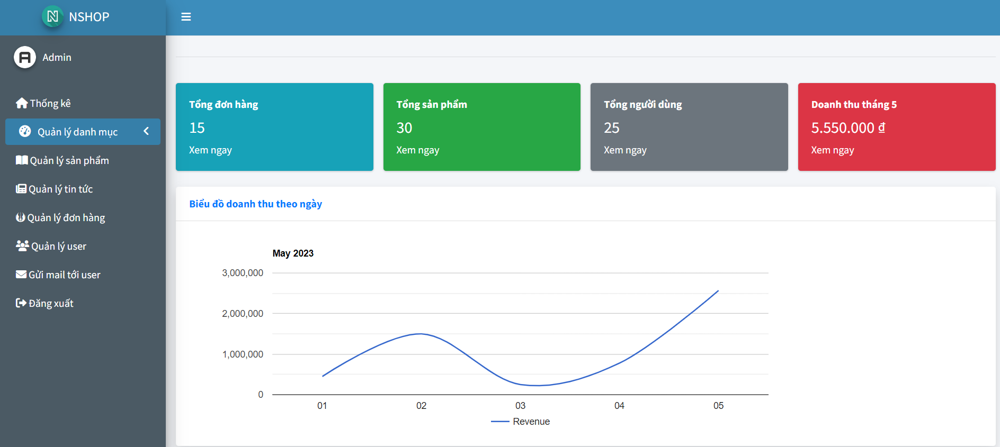 NSHOP
Admin
Thống kê
Quản lý danh mục
Quản lý sản phẩm
Quản lý tin tức
Quản lý đơn hàng
Quản lý user
Gửi mail tới user
Đăng xuất
Tổng đơn hàng
15
Xem ngay
Tổng sản phẩm
30
Xem ngay
Tổng người dùng
25
Xem ngay
Doanh thu tháng 5
5.550.000 ₫
Xem ngay
Biểu đồ doanh thu theo ngày
May 2023
3,000,000
2,000,000
1,000,000
0
01 02 03 04 05
Revenue